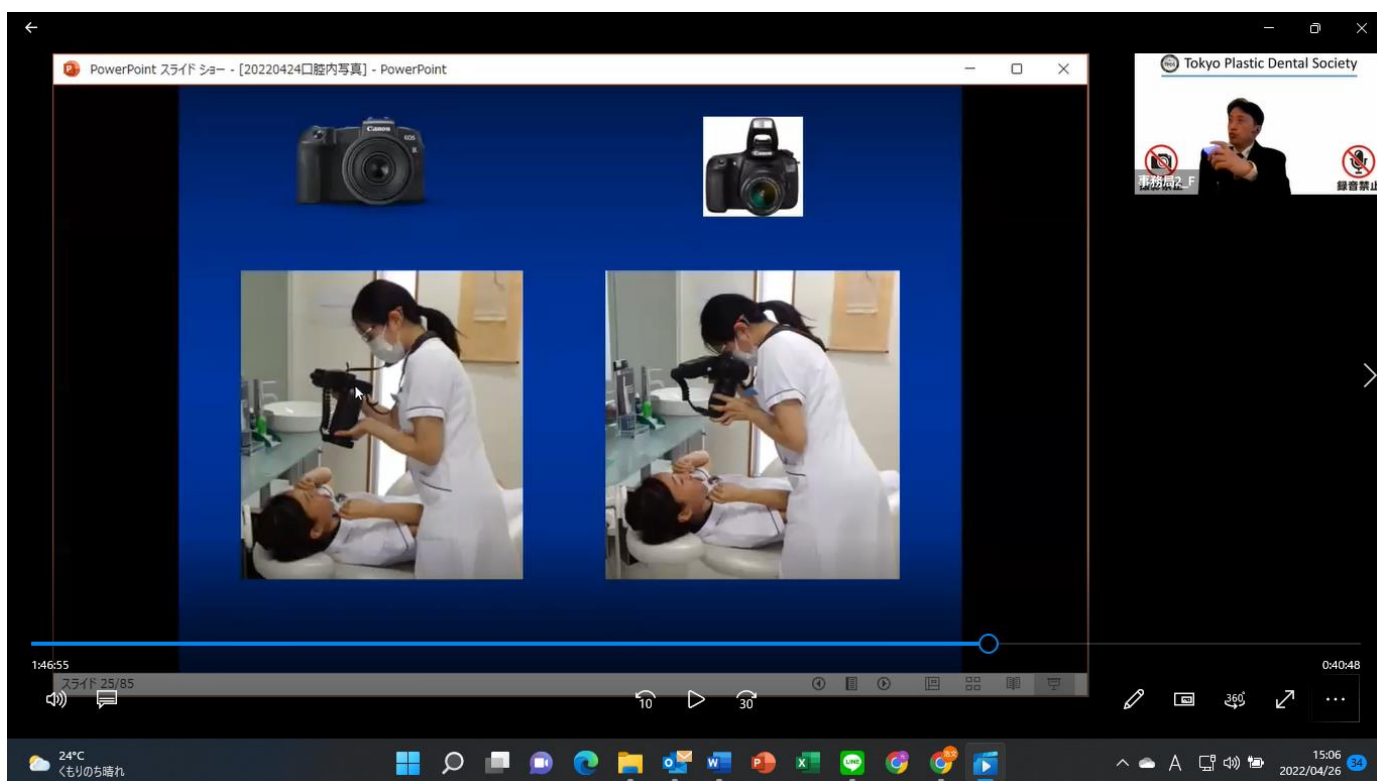 PowerPoint スライド ショー - [20220424口腔内写真] - PowerPoint
Tokyo Plastic Dental Society
Canon
EOS
R
Canon
事務局2_F
録音禁止
1:46:55
0:40:48
スライド 25/85
10
30
360°
24°C
くもりのち晴れ
A
15:06
2022/04/26
34